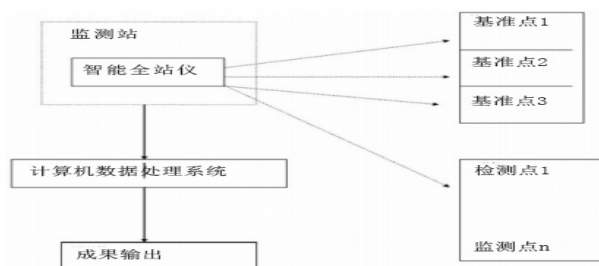 监测站
智能全站仪
基准点1
基准点2
基准点3
计算机数据处理系统
检测点1
监测点n
成果输出